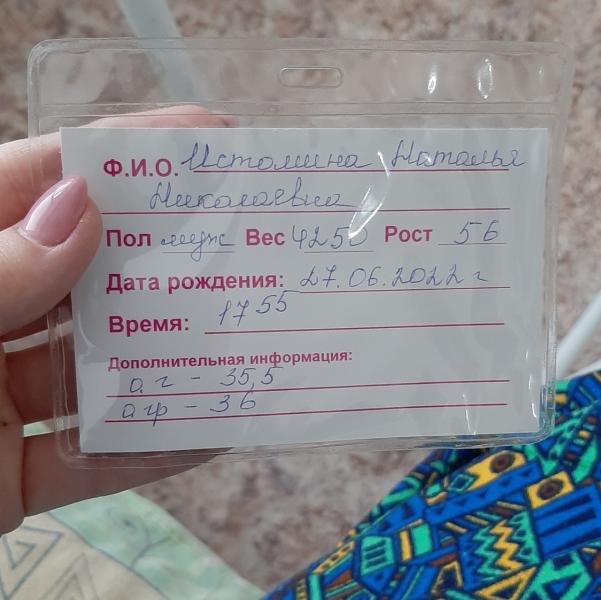 Ф.И.О. Истомина Наталья
Николаевна
Пол муж Вес 4250 Рост 56
Дата рождения: 27.06.2022 г
Время: 17 55
Дополнительная информация:
о.г - 35,5
о.гр - 36